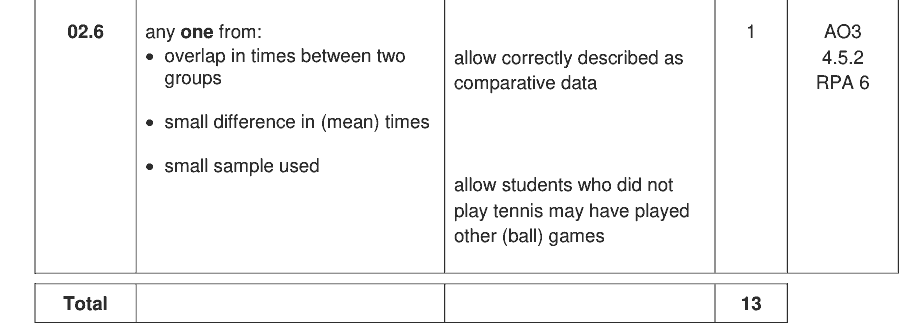 02.6
any one from:
• overlap in times between two
groups
• small difference in (mean) times
• small sample used
allow correctly described as
comparative data
allow students who did not
play tennis may have played
other (ball) games
1
AO3
4.5.2
RPA 6
Total
13